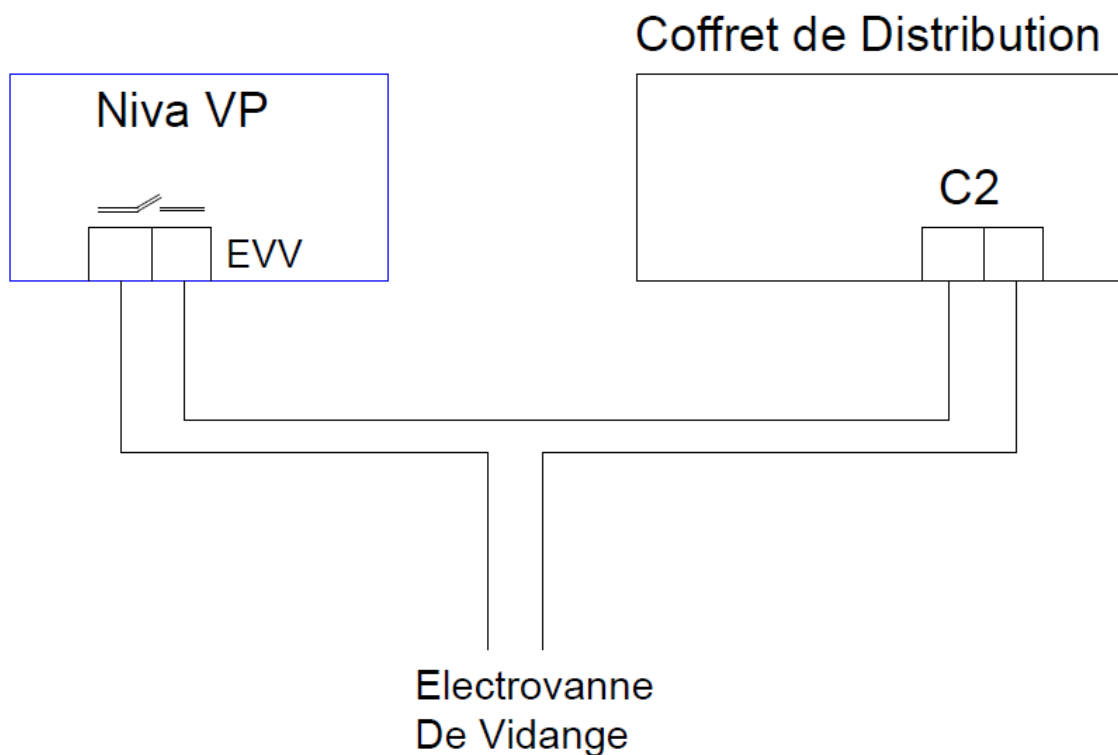 Coffret de Distribution
Niva VP
C2
EVV
Electrovanne
De Vidange